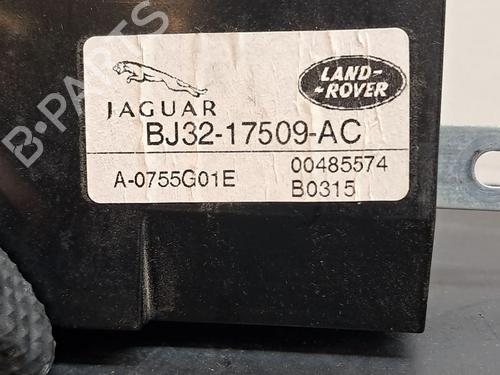 B-PARTS
JAGUAR
LAND-
-ROVER
BJ32-17509-AC
A-0755G01E
00485574
B0315